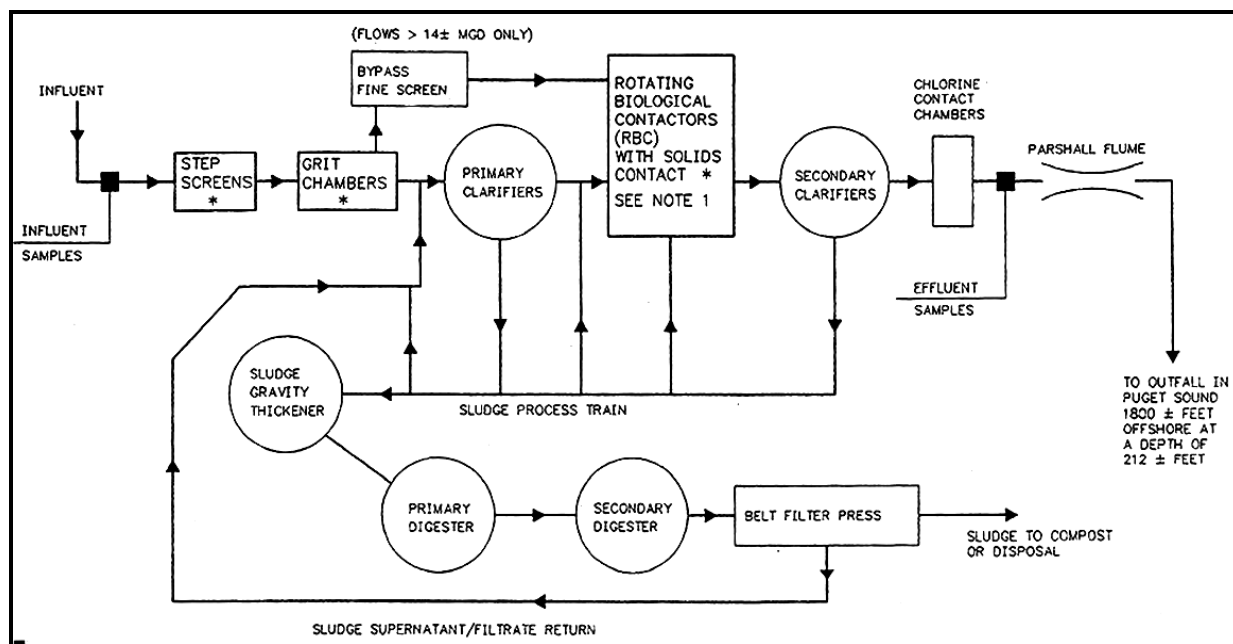 (FLOWS > 14± MGD ONLY)
BYPASS
FINE SCREEN
INFLUENT
STEP
SCREENS
*
GRIT
CHAMBERS
*
PRIMARY
CLARIFIERS
ROTATING
BIOLOGICAL
CONTACTORS
(RBC)
WITH SOLIDS
CONTACT *
SEE NOTE 1
SECONDARY
CLARIFIERS
CHLORINE
CONTACT
CHAMBERS
PARSHALL FLUME
INFLUENT
SAMPLES
EFFLUENT
SAMPLES
TO OUTFALL IN
PUGET SOUND
1800 ± FEET
OFFSHORE AT
A DEPTH OF
212 ± FEET
SLUDGE
GRAVITY
THICKENER
SLUDGE PROCESS TRAIN
PRIMARY
DIGESTER
SECONDARY
DIGESTER
BELT FILTER PRESS
SLUDGE TO COMPOST
OR DISPOSAL
SLUDGE SUPERNATANT/FILTRATE RETURN